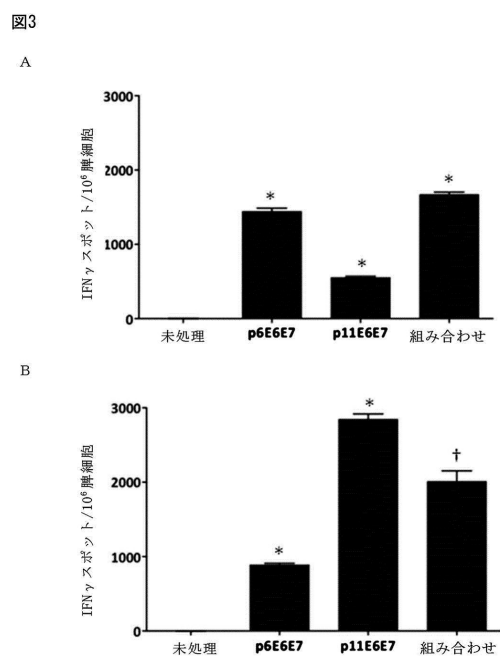 図3
A
IFNγスポット/10⁶脾細胞
3000
2000
1000
0
*
*
*
未処理
p6E6E7
p11E6E7
組み合わせ
B
IFNγスポット/10⁶脾細胞
3000
2000
1000
0
*
*
†
未処理
p6E6E7
p11E6E7
組み合わせ